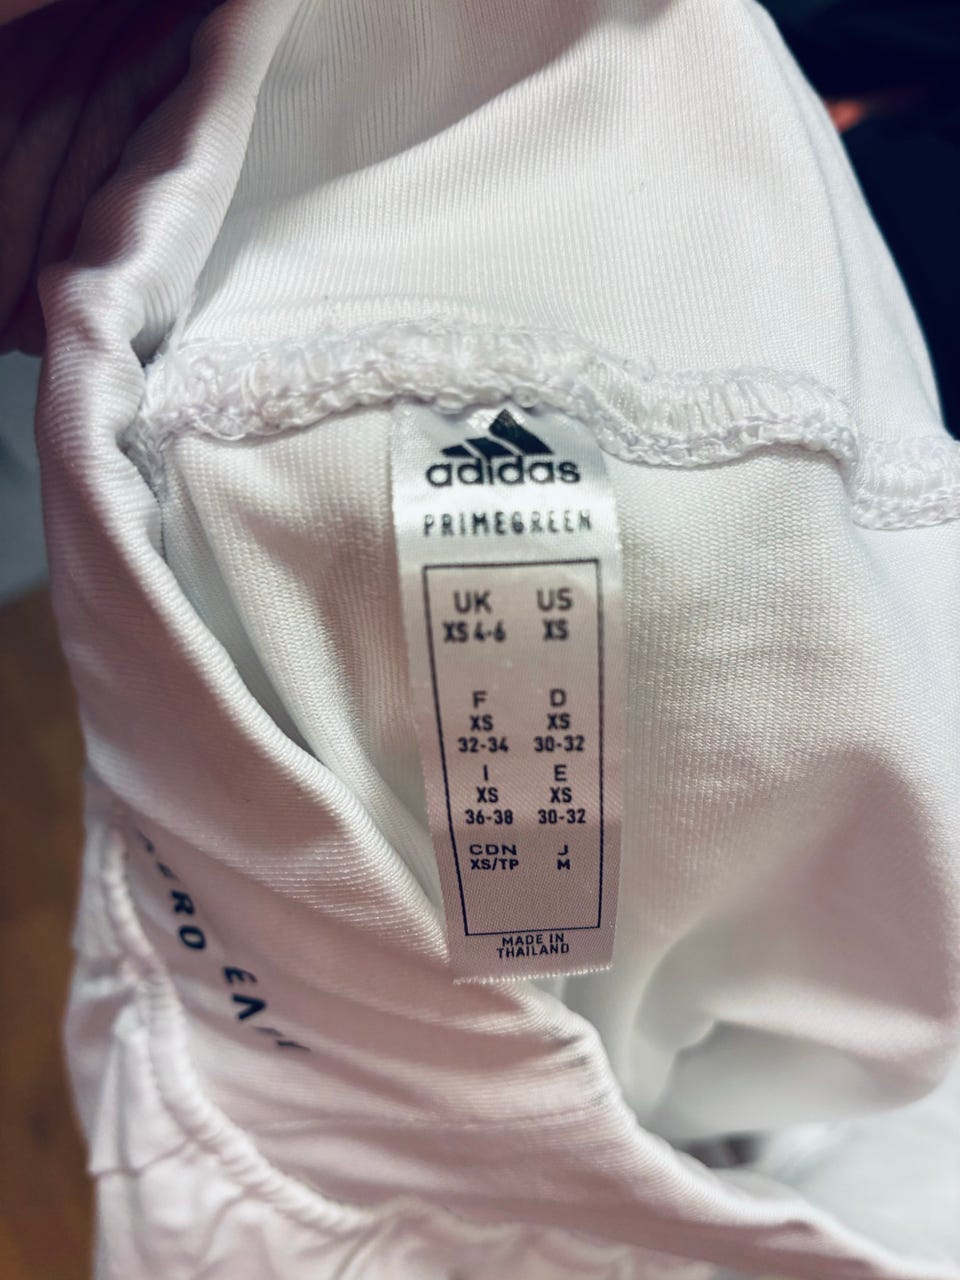 adidas
PRIMEGREEN
UK US
XS 4-6 XS
F D
XS XS
32-34 30-32
I E
XS XS
36-38 30-32
CDN J
XS/TP M
MADE IN
THAILAND